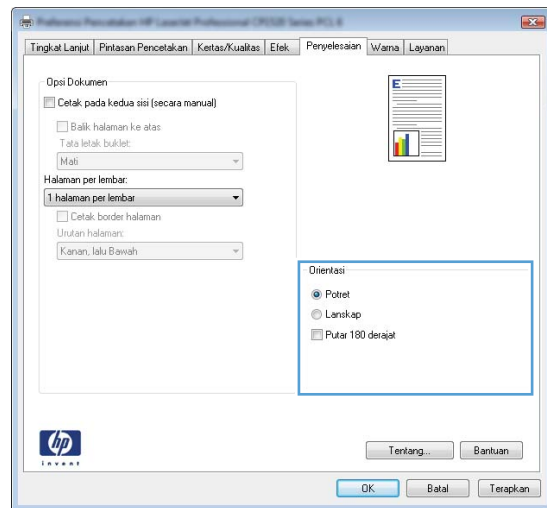 Tingkat Lanjut Pintasan Pencetakan Kertas/Kualitas Efek Penyelesaian Warna Layanan
Opsi Dokumen
Cetak pada kedua sisi (secara manual)
Balik halaman ke atas
Tata letak buklet:
Mati
Halaman per lembar:
1 halaman per lembar
Cetak border halaman
Urutan halaman:
Kanan, lalu Bawah
E
Orientasi
Potret
Lanskap
Putar 180 derajat
hp
invent
Tentang... Bantuan
OK Batal Terapkan